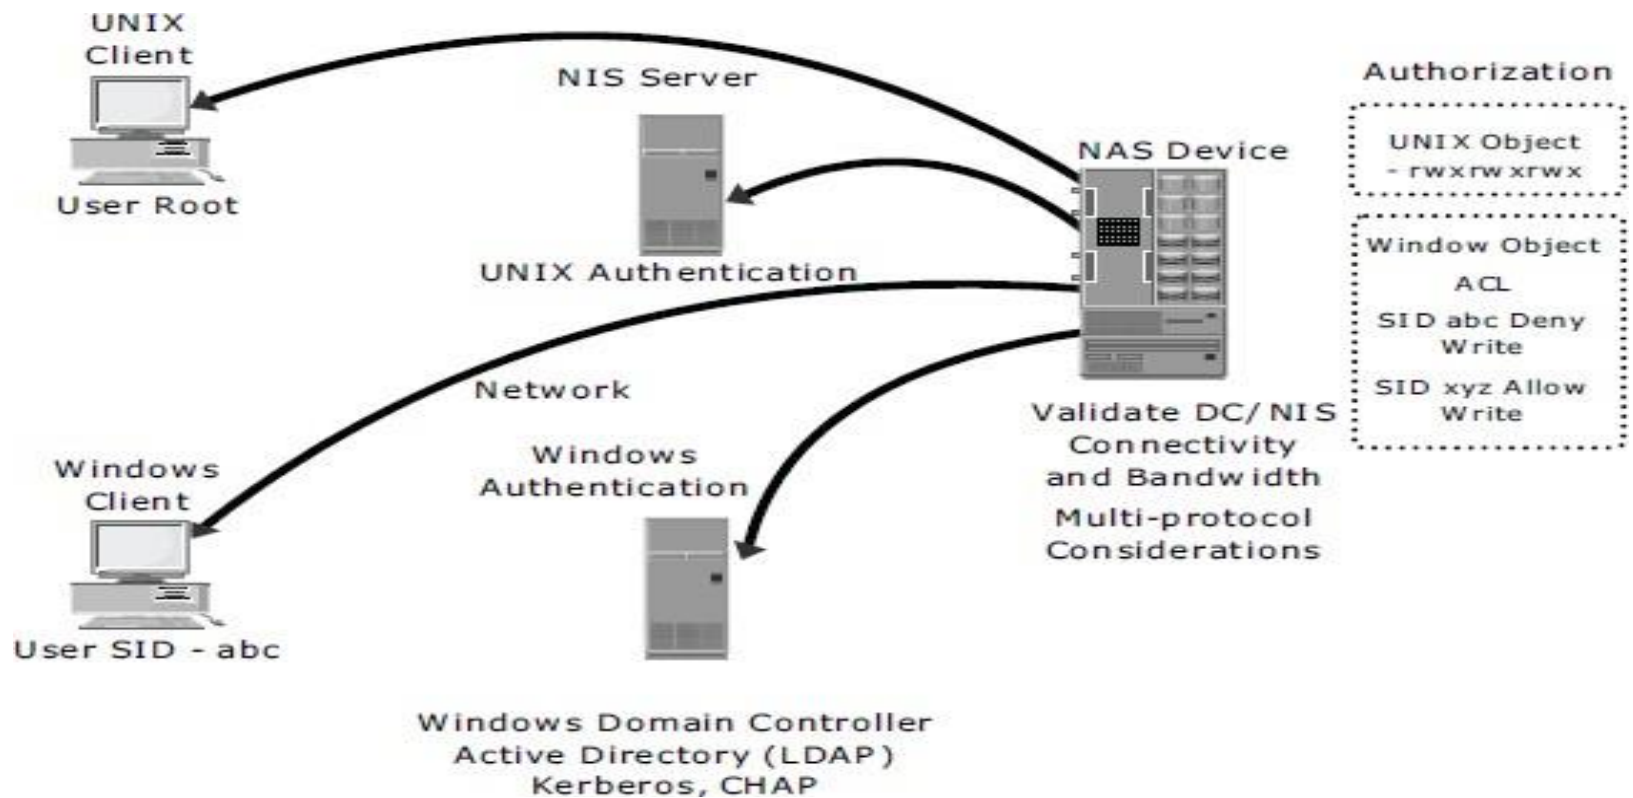 UNIX
Client
User Root
NIS Server
UNIX Authentication
NAS Device
Authorization
UNIX Object
- rwxrwxrwx
Window Object
ACL
SID abc Deny
Write
SID xyz Allow
Write
Network
Validate DC/NIS
Connectivity
and Bandwidth
Multi-protocol
Considerations
Windows
Client
User SID - abc
Windows
Authentication
Windows Domain Controller
Active Directory (LDAP)
Kerberos, CHAP